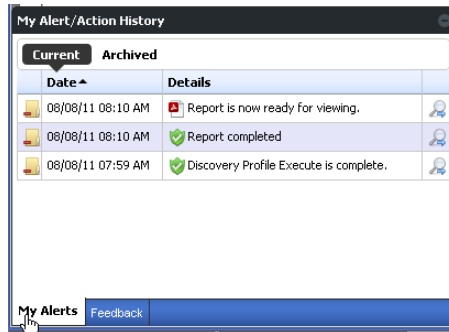 My Alert/Action History
Current Archived
Date Details
08/08/11 08:10 AM Report is now ready for viewing.
08/08/11 08:10 AM Report completed
08/08/11 07:59 AM Discovery Profile Execute is complete.
My Alerts Feedback